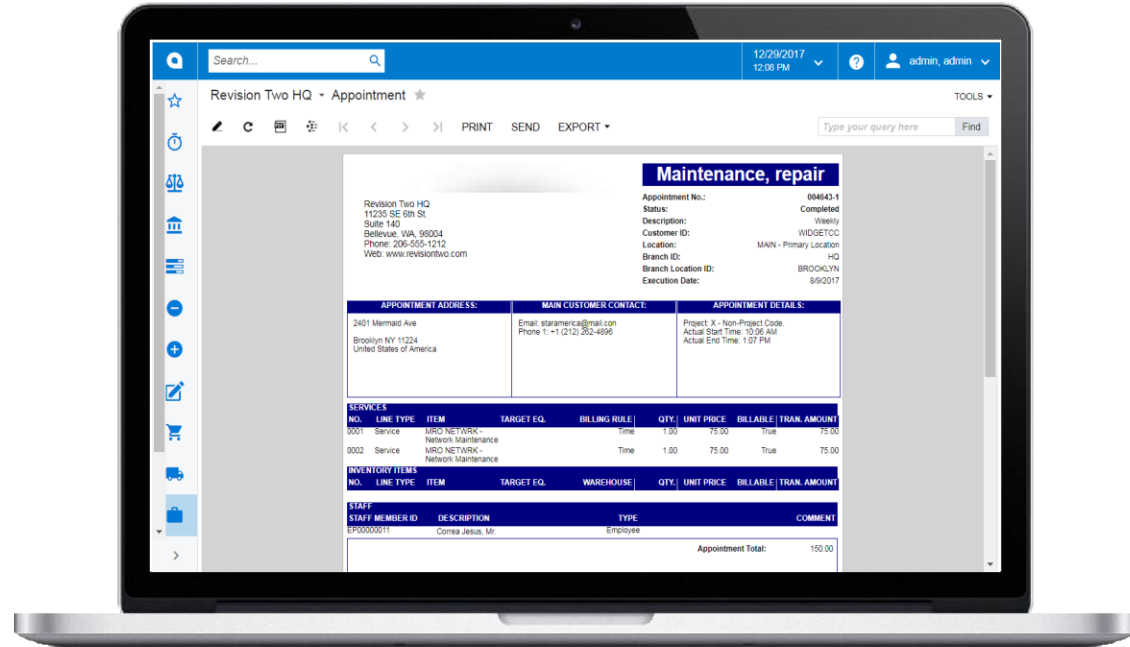 Search...
12/29/2017
12:08 PM
?
admin, admin
Revision Two HQ Appointment
TOOLS
PRINT SEND EXPORT
Type your query here Find
Maintenance, repair
Revision Two HQ
11235 SE 6th St.
Suite 140
Bellevue, WA, 98004
Phone: 206-555-1212
Web: www.revisiontwo.com
Appointment No.: 004643-1
Status: Completed
Description: Weekly
Customer ID: WIDGETCC
Location: MAIN - Primary Location
Branch ID: HQ
Branch Location ID: BROOKLYN
Execution Date: 8/9/2017
APPOINTMENT ADDRESS: MAIN CUSTOMER CONTACT: APPOINTMENT DETAILS:
2401 Mermaid Ave
Brooklyn NY 11224
United States of America
Email: staramerica@mail.con
Phone 1: +1 (212) 262-4896
Project: X - Non-Project Code.
Actual Start Time: 10:06 AM
Actual End Time: 1:07 PM
SERVICES
NO. LINE TYPE ITEM TARGET EQ. BILLING RULE QTY. UNIT PRICE BILLABLE TRAN. AMOUNT
0001 Service MRO NETWRK - Time 1.00 75.00 True 75.00
Network Maintenance
0002 Service MRO NETWRK - Time 1.00 75.00 True 75.00
Network Maintenance
INVENTORY ITEMS
NO. LINE TYPE ITEM TARGET EQ. WAREHOUSE QTY. UNIT PRICE BILLABLE TRAN. AMOUNT
STAFF
STAFF MEMBER ID DESCRIPTION TYPE COMMENT
EP00000011 Correa Jesus, Mr. Employee
Appointment Total: 150.00